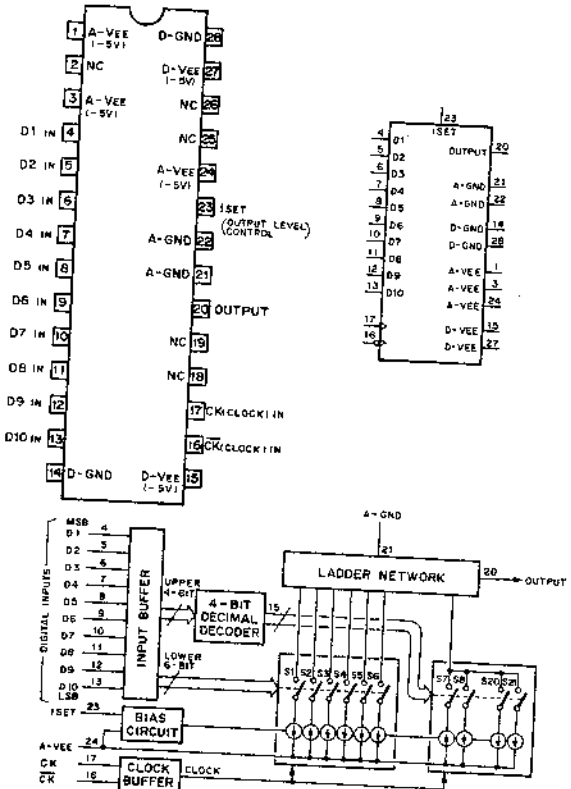 1 A-VEE (-5V)
D-GND 28
2 NC
D-VEE (-5V) 27
3 A-VEE (-5V)
NC 26
D1 IN 4
NC 25
D2 IN 5
A-VEE (-5V) 24
D3 IN 6
23 ISET (OUTPUT LEVEL) CONTROL
D4 IN 7
A-GND 22
D5 IN 8
A-GND 21
D6 IN 9
20 OUTPUT
D7 IN 10
NC 19
D8 IN 11
NC 18
D9 IN 12
17 CK (CLOCK) IN
D10 IN 13
16 CK (CLOCK) IN
14 D-GND
D-VEE (-5V) 15
23
ISET
4 D1
5 D2
6 D3
7 D4
8 D5
9 D6
10 D7
11 D8
12 D9
13 D10
17
16
OUTPUT 20
A-GND 21
A-GND 22
D-GND 14
D-GND 28
A-VEE 1
A-VEE 3
A-VEE 24
D-VEE 15
D-VEE 27
DIGITAL INPUTS
MSB
D1 4
D2 5
D3 6
D4 7
D5 8
D6 9
D7 10
D8 11
D9 12
D10 13
LSB
INPUT BUFFER
UPPER 4-BIT
LOWER 6-BIT
4-BIT DECIMAL DECODER
15
A-GND
21
LADDER NETWORK
20 OUTPUT
S1 S2 S3 S4 S5 S6
S7 S8 S20 S21
ISET 23
BIAS CIRCUIT
A-VEE 24
CK 17
CK 16
CLOCK BUFFER
CLOCK